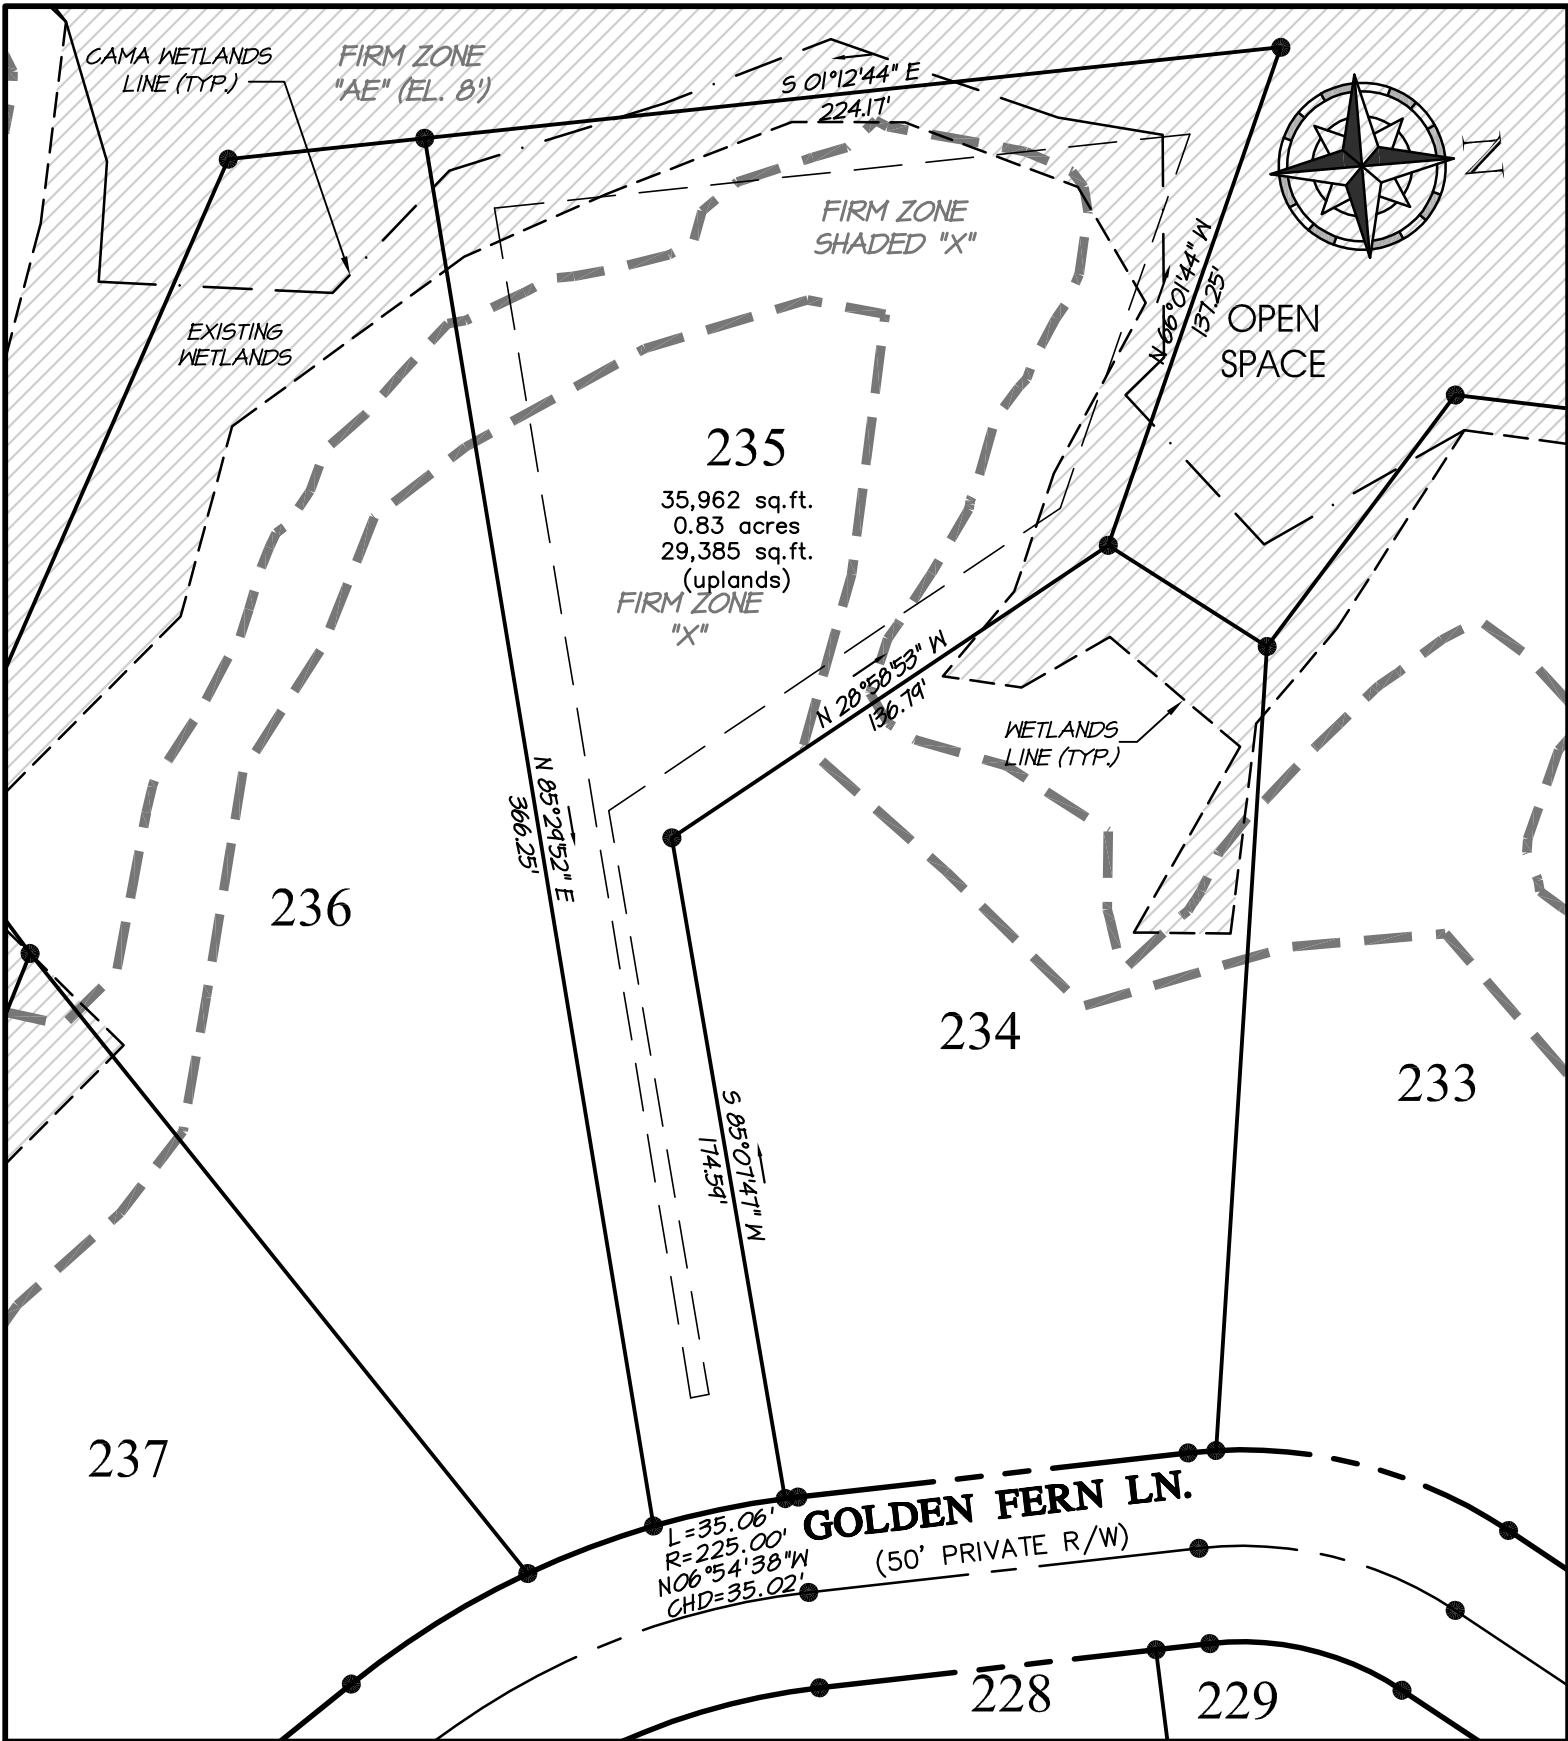 CAMA WETLANDS
LINE (TYP.)
FIRM ZONE
"AE" (EL. 8')
S 01°12'44" E
224.17'
N
FIRM ZONE
SHADED "X"
N 66°01'44" W
137.25'
OPEN
SPACE
EXISTING
WETLANDS
235
35,962 sq.ft.
0.83 acres
29,385 sq.ft.
(uplands)
FIRM ZONE
"X"
N 28°58'53" W
136.79'
WETLANDS
LINE (TYP.)
N 85°29'52" E
366.25'
236
234
233
S 85°07'47" W
174.59'
237
L=35.06'
R=225.00'
N06°54'38"W
CHD=35.02'
GOLDEN FERN LN.
(50' PRIVATE R/W)
228
229